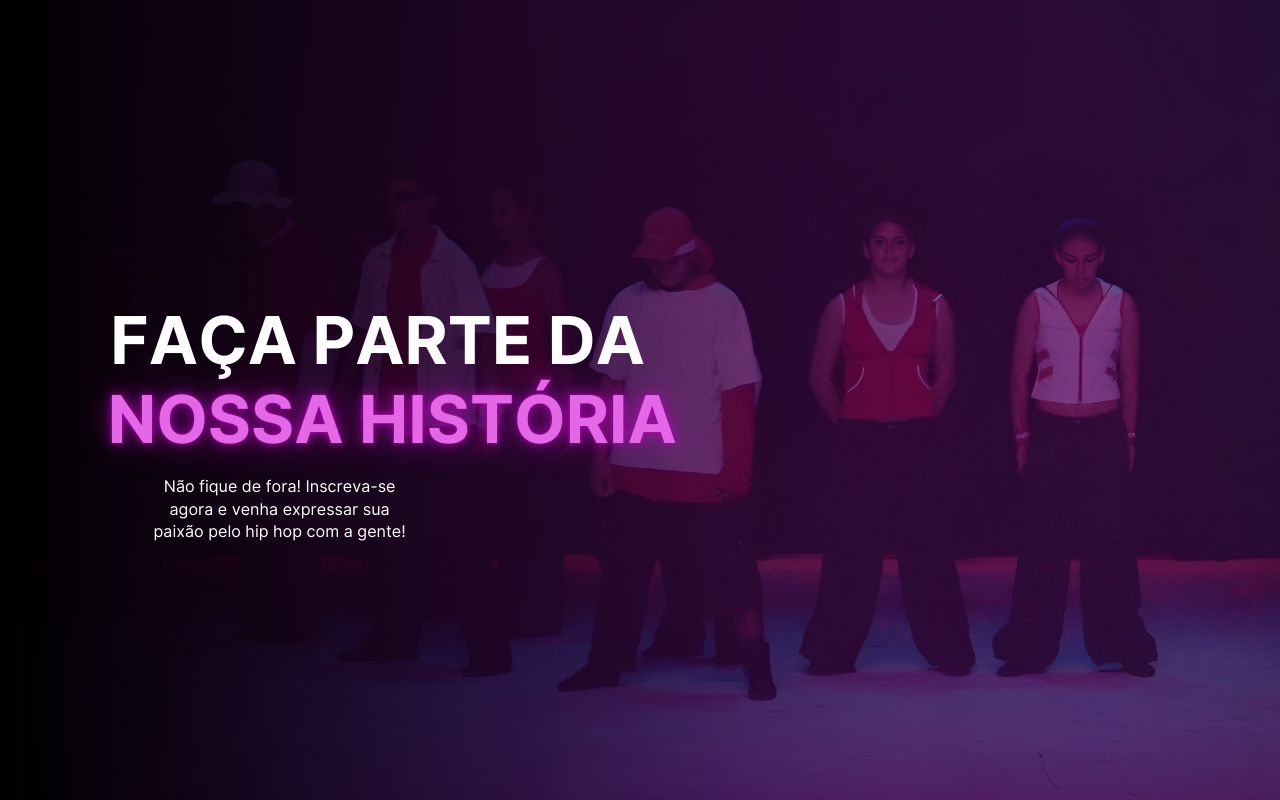 FAÇA PARTE DA
NOSSA HISTÓRIA
Não fique de fora! Inscreva-se
agora e venha expressar sua
paixão pelo hip hop com a gente!